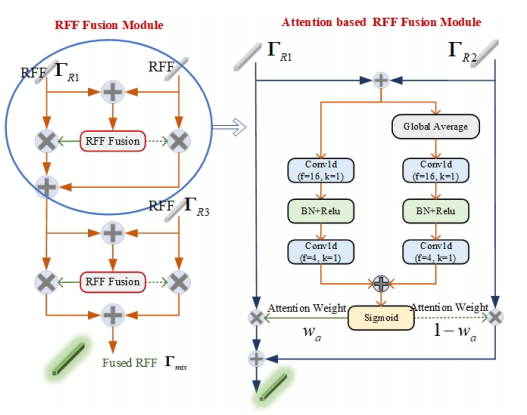 RFF Fusion Module
RFF Γ_R1
RFF
RFF Fusion
RFF Γ_R3
RFF Fusion
Fused RFF Γ_mix
Attention based RFF Fusion Module
Γ_R1
Γ_R2
Global Average
Conv1d
(f=16, k=1)
Conv1d
(f=16, k=1)
BN+Relu
BN+Relu
Conv1d
(f=4, k=1)
Conv1d
(f=4, k=1)
Attention Weight
Attention Weight
Sigmoid
w_a
1-w_a